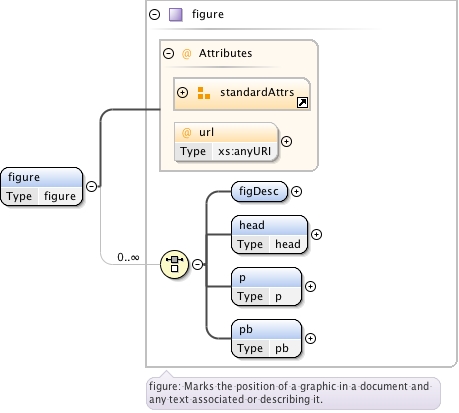 figure
@ Attributes
standardAttrs
@ url
Type xs:anyURI
figure
Type figure
figDesc
head
Type head
0..∞
p
Type p
pb
Type pb
figure: Marks the position of a graphic in a document and
any text associated or describing it.